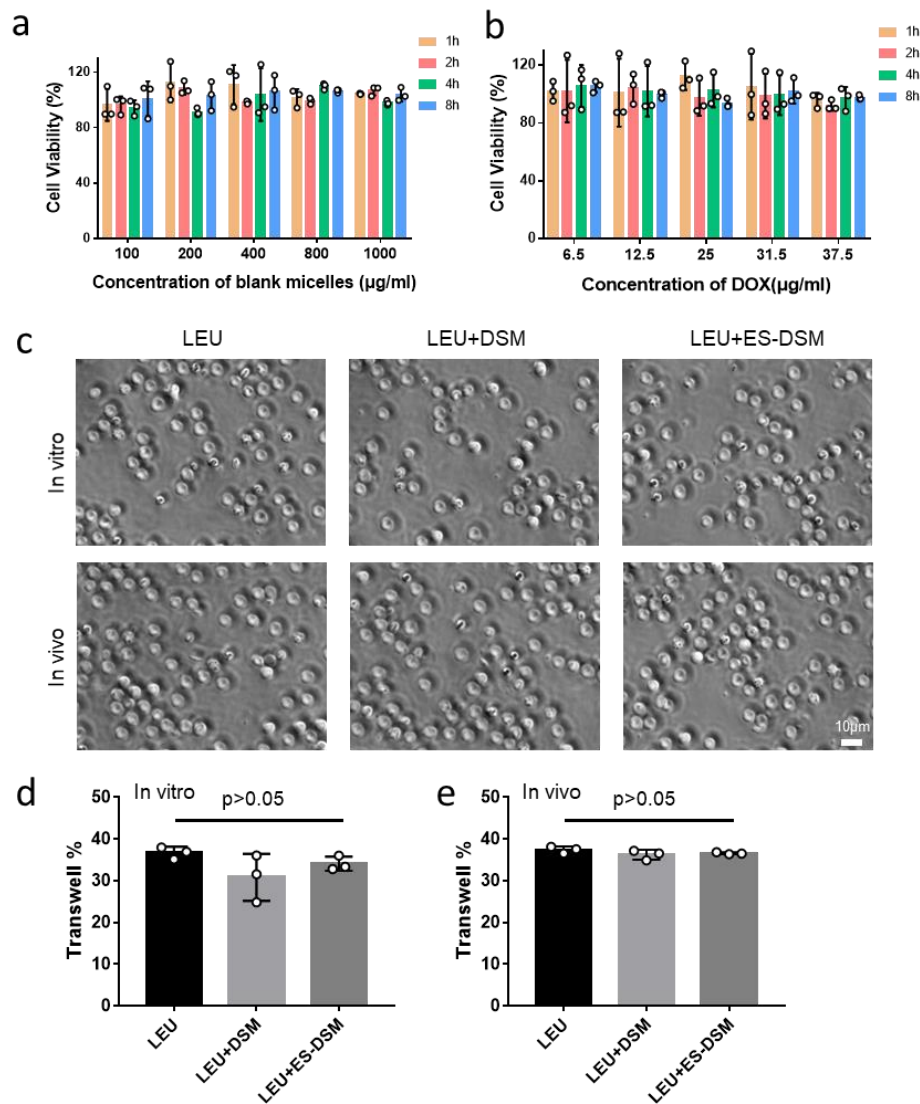 a
1h
2h
4h
8h
Cell Viability (%)
120
80
40
0
100 200 400 800 1000
Concentration of blank micelles (μg/ml)
b
1h
2h
4h
8h
Cell Viability (%)
120
80
40
0
6.5 12.5 25 31.5 37.5
Concentration of DOX(μg/ml)
c
LEU LEU+DSM LEU+ES-DSM
In vitro
In vivo
10μm
d
In vitro
p>0.05
Transwell %
50
40
30
20
10
0
LEU
LEU+DSM
LEU+ES-DSM
e
In vivo
p>0.05
Transwell %
50
40
30
20
10
0
LEU
LEU+DSM
LEU+ES-DSM